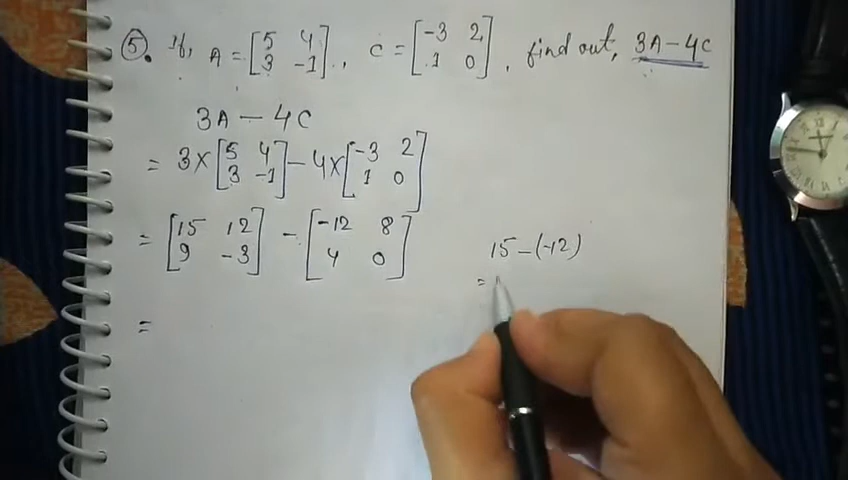 ⑤. If, A = [5 4 3 -1], C = [-3 2 1 0], find out, 3A - 4C
3A - 4C
= 3 × [5 4 3 -1] - 4 × [-3 2 1 0]
= [15 12 9 -3] - [-12 8 4 0]
15 - (-12)
=
=